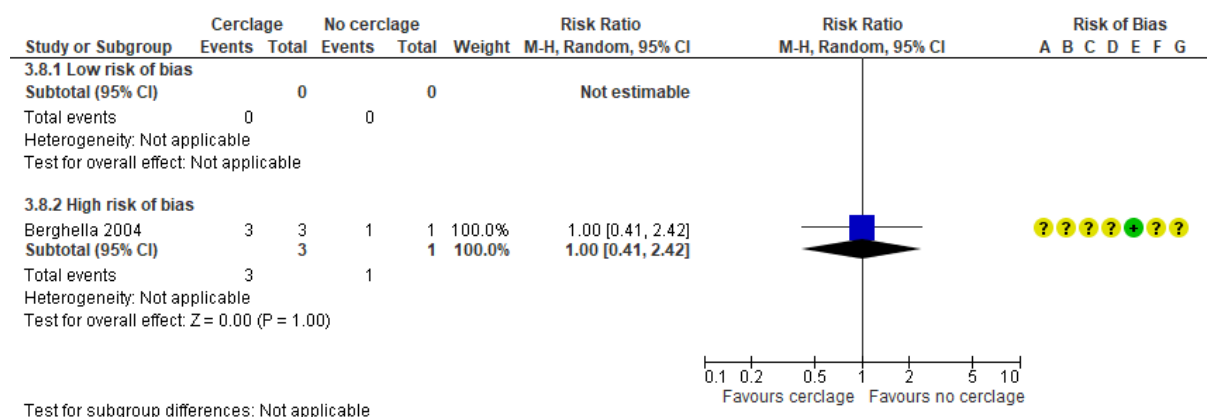 Cerclage No cerclage Risk Ratio Risk Ratio Risk of Bias
Study or Subgroup Events Total Events Total Weight M-H, Random, 95% CI M-H, Random, 95% CI A B C D E F G
3.8.1 Low risk of bias
Subtotal (95% CI) 0 0 Not estimable
Total events 0 0
Heterogeneity: Not applicable
Test for overall effect: Not applicable
3.8.2 High risk of bias
Berghella 2004 3 3 1 1 100.0% 1.00 [0.41, 2.42] ? ? ? ? + ? ?
Subtotal (95% CI) 3 1 100.0% 1.00 [0.41, 2.42]
Total events 3 1
Heterogeneity: Not applicable
Test for overall effect: Z = 0.00 (P = 1.00)
0.1 0.2 0.5 1 2 5 10
Favours cerclage Favours no cerclage
Test for subgroup differences: Not applicable